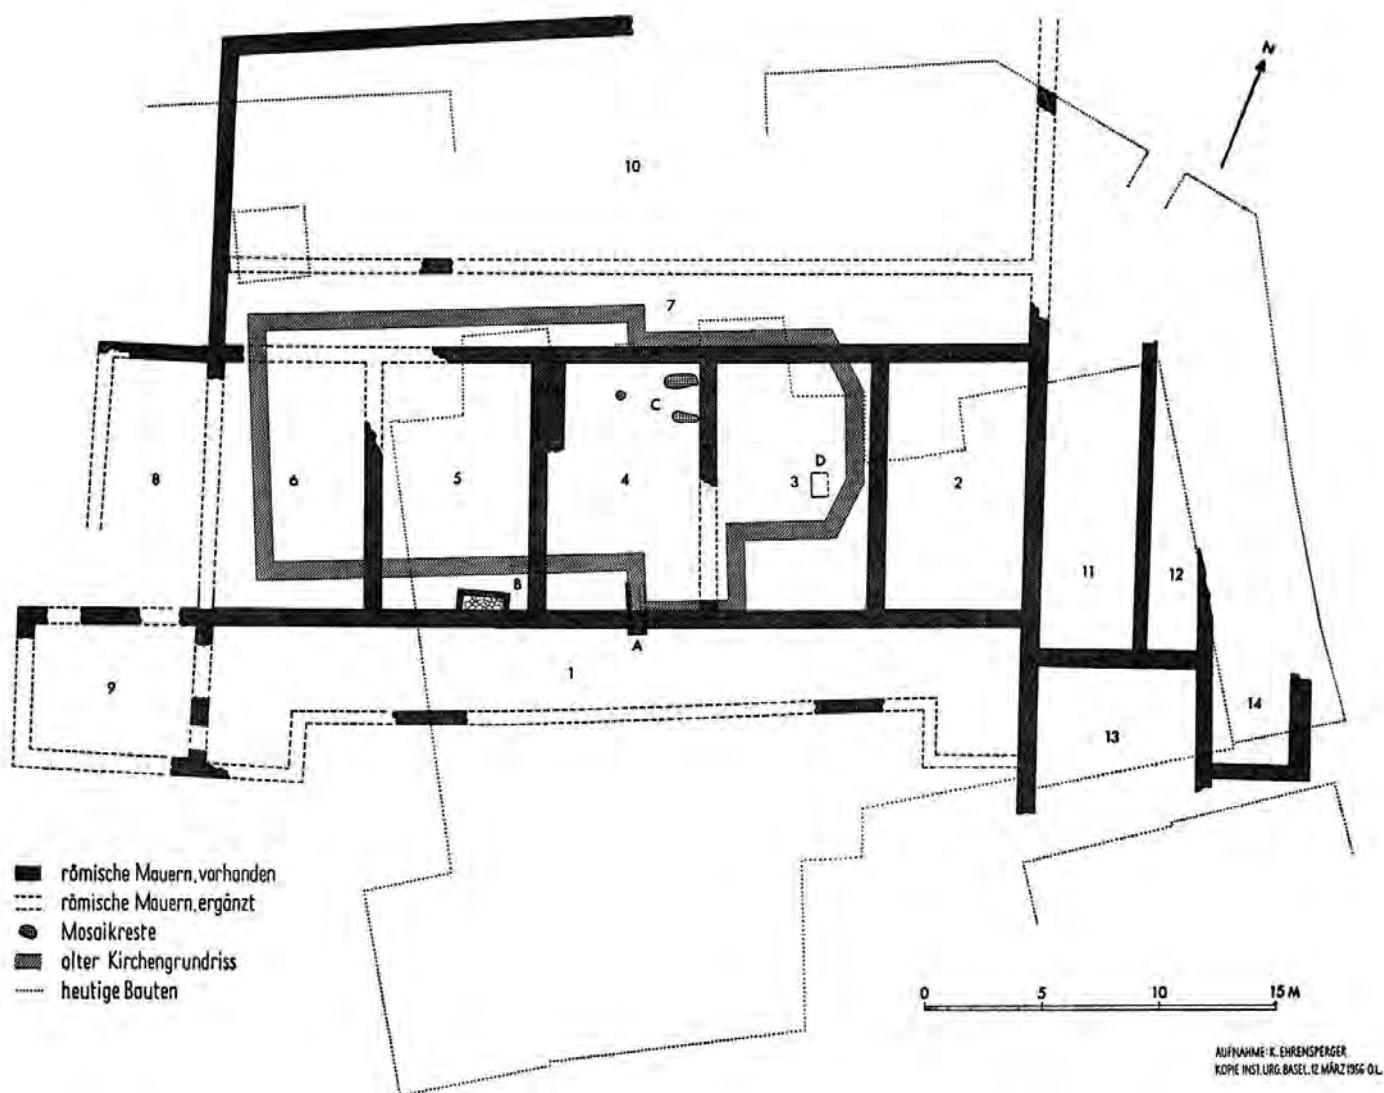 N
10
7
C
D
8
6
5
4
3
2
11
12
B
A
9
1
13
14
römische Mauern, vorhanden
römische Mauern, ergänzt
Mosaikreste
alter Kirchengrundriss
heutige Bauten
0 5 10 15 M
AUFNAHME: K. EHRENSPERGER
KOPIE INST. URG. BASEL. 12 MÄRZ 1956 O.L.